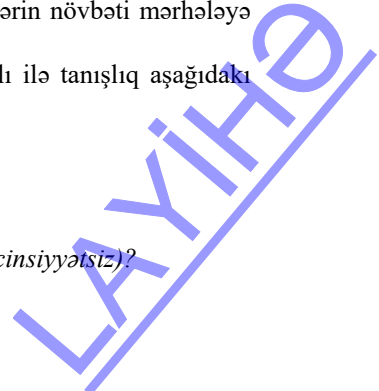 ərin növbəti mərhələyə
lı ilə tanışlıq aşağıdakı
cinsiyyətsiz)?
LAYİHƏ